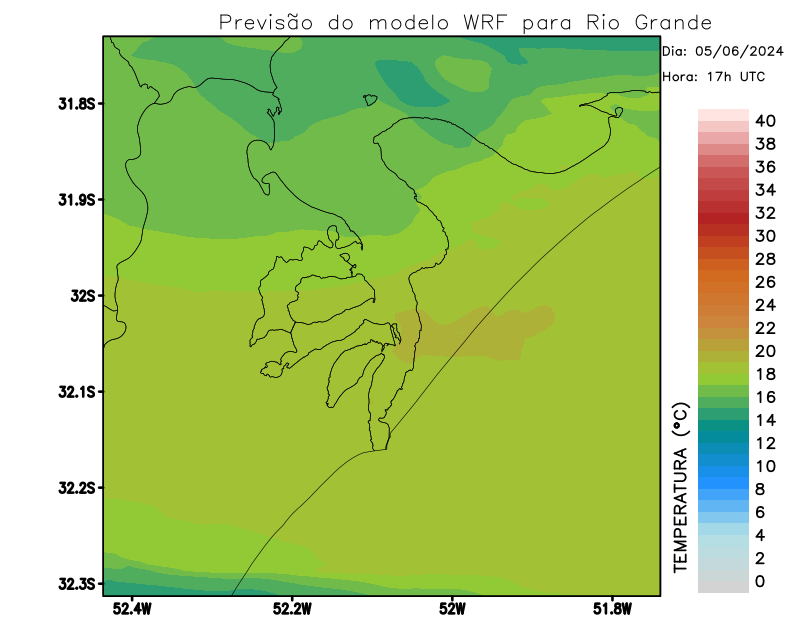 Previsão do modelo WRF para Rio Grande
Dia: 05/06/2024
Hora: 17h UTC
31.8S
31.9S
32S
32.1S
32.2S
32.3S
52.4W
52.2W
52W
51.8W
TEMPERATURA (°C)
40
38
36
34
32
30
28
26
24
22
20
18
16
14
12
10
8
6
4
2
0